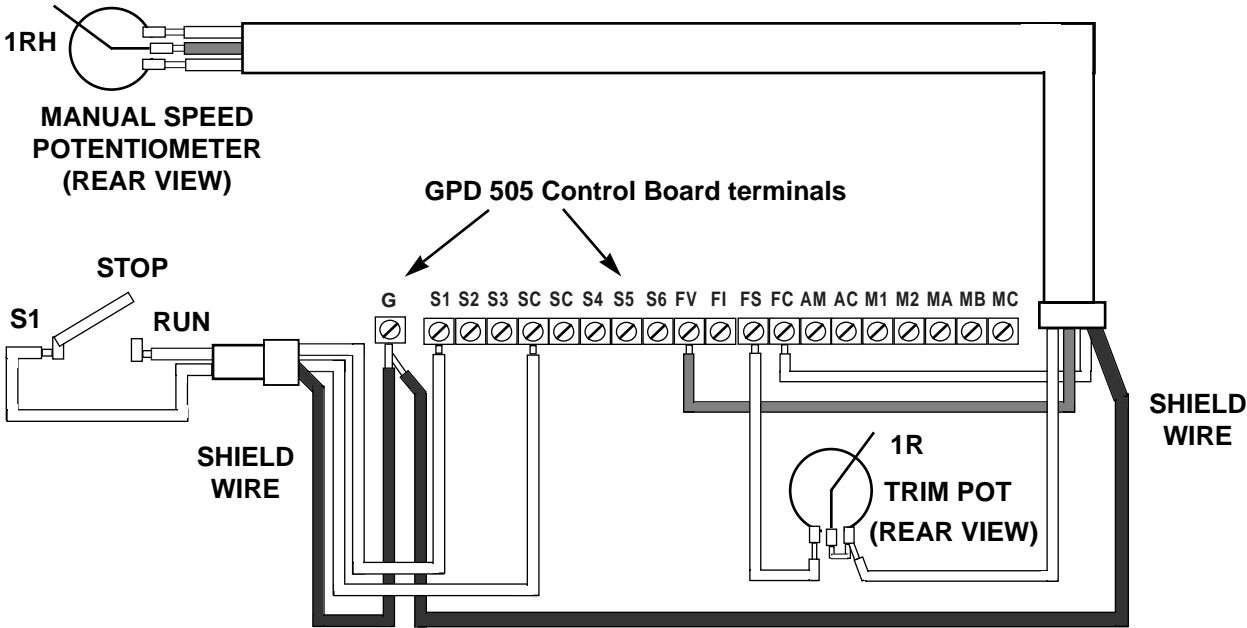 1RH
MANUAL SPEED
POTENTIOMETER
(REAR VIEW)
GPD 505 Control Board terminals
STOP
S1
RUN
G S1 S2 S3 SC SC S4 S5 S6 FV FI FS FC AM AC M1 M2 MA MB MC
SHIELD
WIRE
SHIELD
WIRE
1R
TRIM POT
(REAR VIEW)